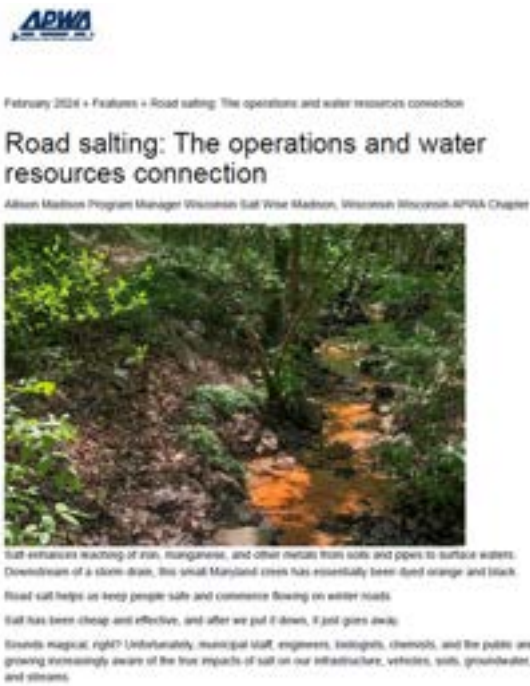 APWA
February 2024 » Features » Road salting: The operations and water resources connection
Road salting: The operations and water
resources connection
Allison Madison Program Manager Wisconsin Salt Wise Madison, Wisconsin Wisconsin APWA Chapter
Salt enhances leaching of iron, manganese, and other metals from soils and pipes to surface waters.
Downstream of a storm drain, this small Maryland creek has essentially been dyed orange and black.
Road salt helps us keep people safe and commerce flowing on winter roads.
Salt has been cheap and effective, and after we put it down, it just goes away.
Sounds magical, right? Unfortunately, municipal staff, engineers, biologists, chemists, and the public are
growing increasingly aware of the true impacts of salt on our infrastructure, vehicles, soils, groundwater
and streams.